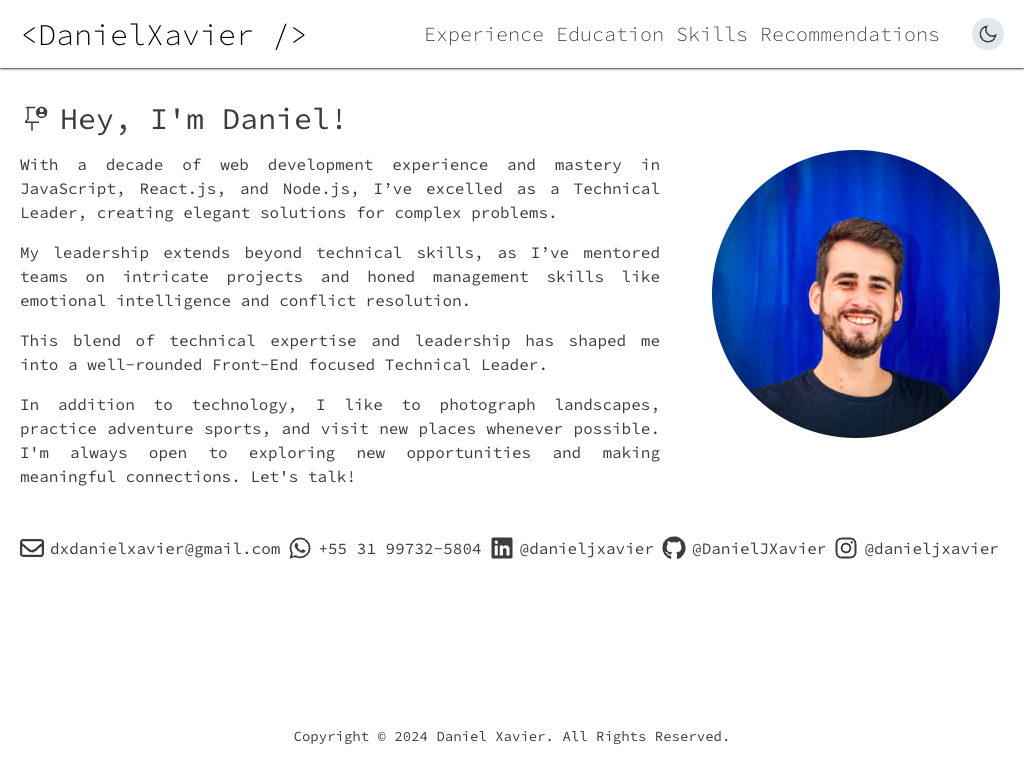 <DanielXavier />
Experience Education Skills Recommendations
Hey, I'm Daniel!
With a decade of web development experience and mastery in
JavaScript, React.js, and Node.js, I’ve excelled as a Technical
Leader, creating elegant solutions for complex problems.
My leadership extends beyond technical skills, as I’ve mentored
teams on intricate projects and honed management skills like
emotional intelligence and conflict resolution.
This blend of technical expertise and leadership has shaped me
into a well-rounded Front-End focused Technical Leader.
In addition to technology, I like to photograph landscapes,
practice adventure sports, and visit new places whenever possible.
I'm always open to exploring new opportunities and making
meaningful connections. Let's talk!
dxdanielxavier@gmail.com +55 31 99732-5804 @danieljxavier @DanielJXavier @danieljxavier
Copyright © 2024 Daniel Xavier. All Rights Reserved.